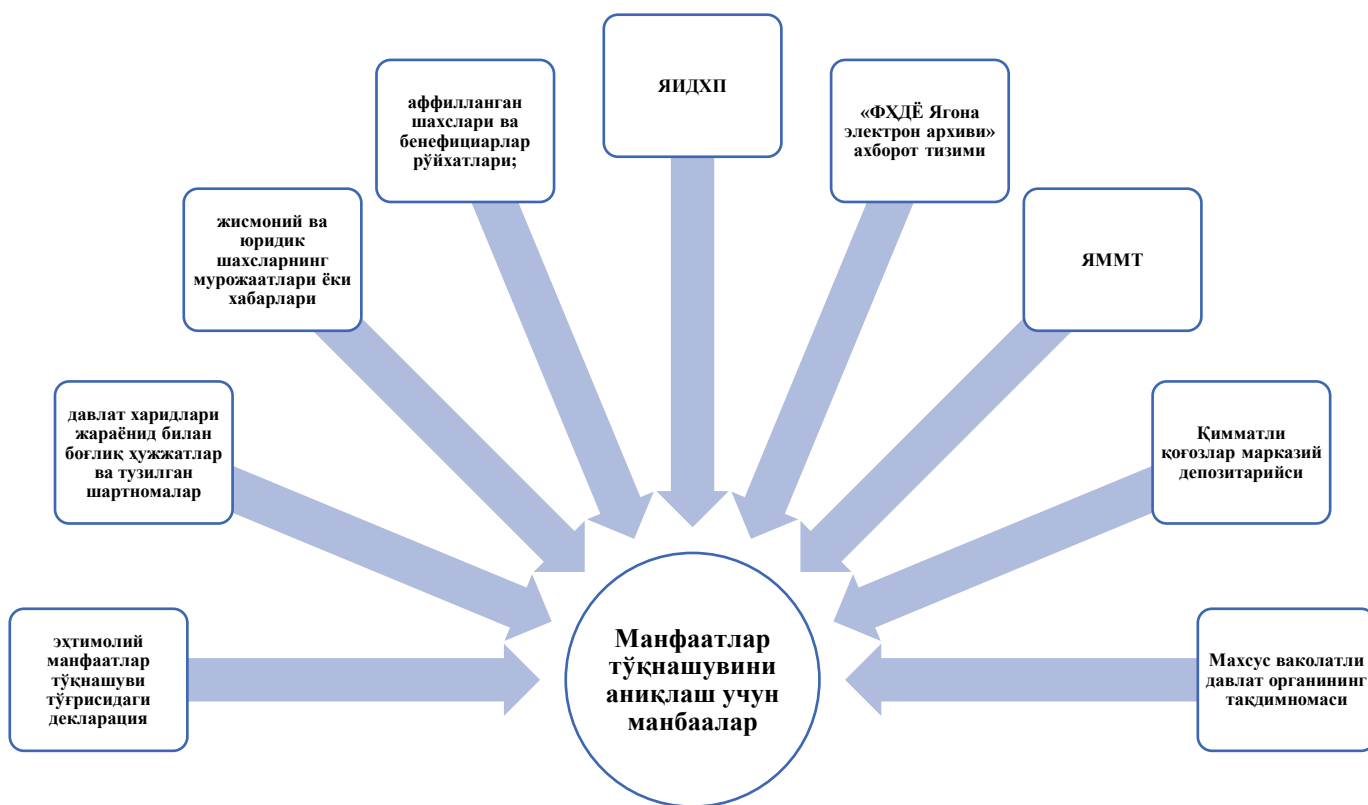 ЯИДХП
аффилланган
шахслари ва
бенефициарлар
рўйхатлари;
«ФҲДЁ Ягона
электрон архиви»
ахборот тизими
жисмоний ва
юридик
шахсларнинг
мурожаатлари ёки
хабарлари
ЯММТ
давлат харидлари
жараёнид билан
боғлиқ ҳужжатлар
ва тузилган
шартномалар
Қимматли
қоғозлар марказий
депозитарийси
эҳтимолий
манфаатлар
тўқнашуви
тўғрисидаги
декларация
Манфаатлар
тўқнашувини
аниқлаш учун
манбаалар
Махсус ваколатли
давлат органининг
тақдимномаси